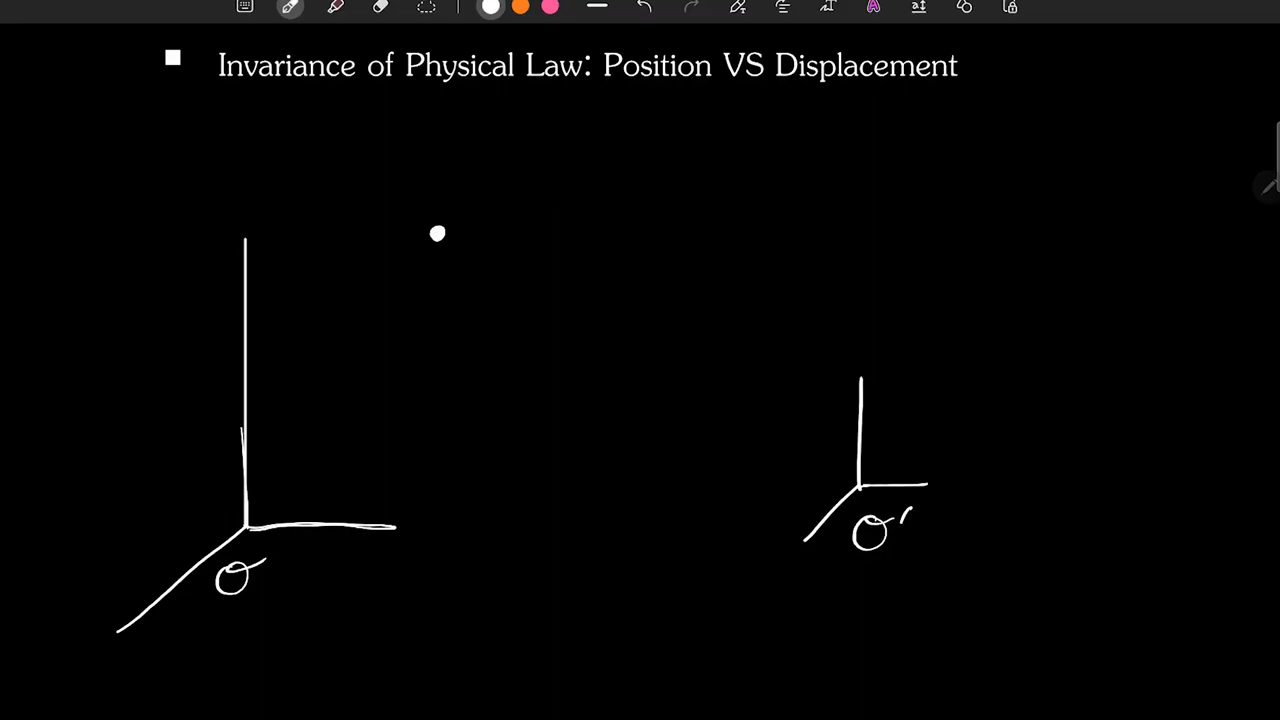 Invariance of Physical Law: Position VS Displacement
O'
O